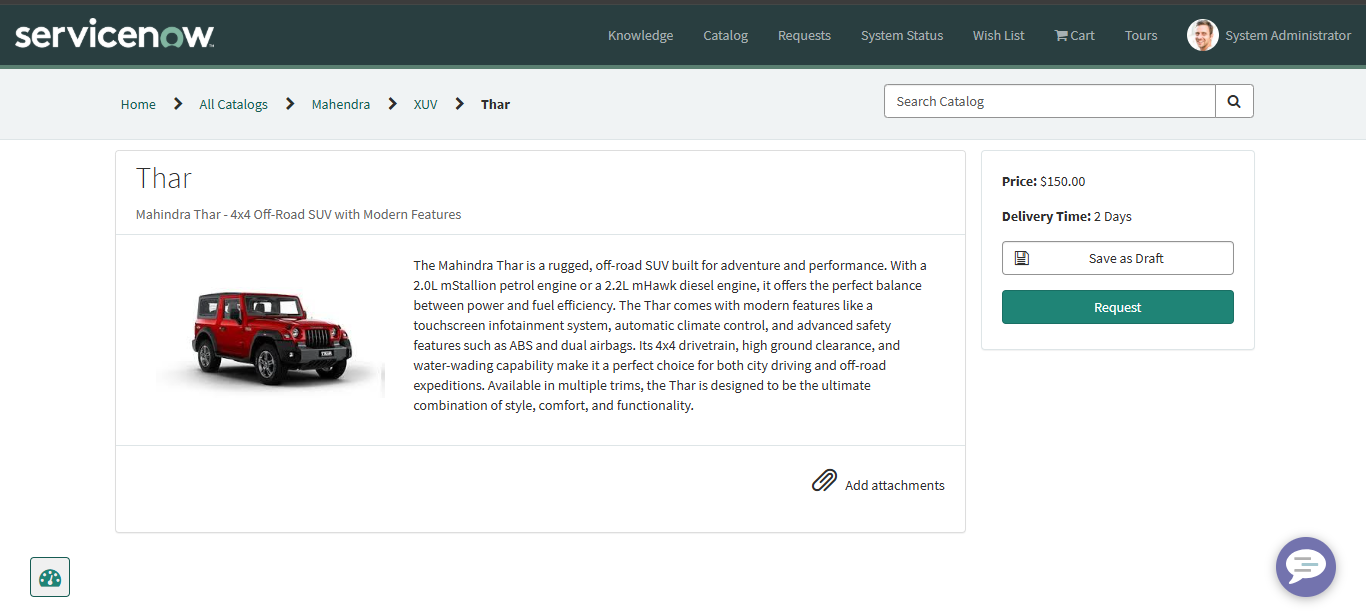 servicenow
Knowledge
Catalog
Requests
System Status
Wish List
Cart
Tours
System Administrator
Home
All Catalogs
Mahendra
XUV
Thar
Search Catalog
Thar
Mahindra Thar - 4x4 Off-Road SUV with Modern Features
The Mahindra Thar is a rugged, off-road SUV built for adventure and performance. With a
2.0L mStallion petrol engine or a 2.2L mHawk diesel engine, it offers the perfect balance
between power and fuel efficiency. The Thar comes with modern features like a
touchscreen infotainment system, automatic climate control, and advanced safety
features such as ABS and dual airbags. Its 4x4 drivetrain, high ground clearance, and
water-wading capability make it a perfect choice for both city driving and off-road
expeditions. Available in multiple trims, the Thar is designed to be the ultimate
combination of style, comfort, and functionality.
THAR
Add attachments
Price: $150.00
Delivery Time: 2 Days
Save as Draft
Request